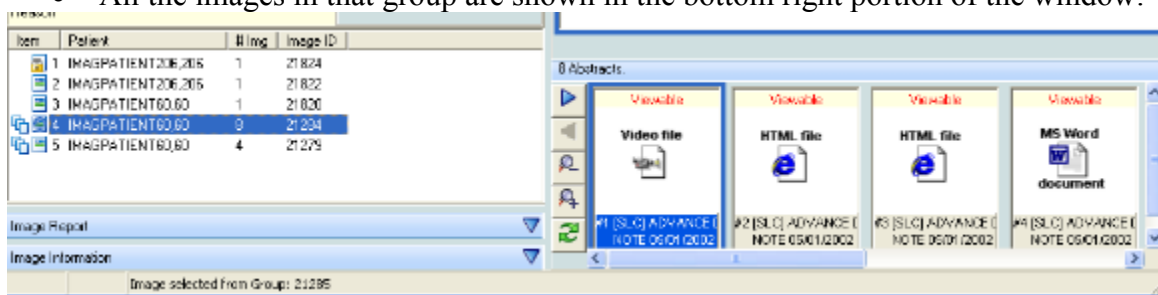 All the images in that group are shown in the bottom right portion of the window.
Reason
Item Patient # Img Image ID
1 IMAGPATIENT206,206 1 21824
2 IMAGPATIENT206,206 1 21822
3 IMAGPATIENT60,60 1 21820
4 IMAGPATIENT60,60 21284
5 IMAGPATIENT60,60 4 21279
Image Report
Image Information
Image selected from Group: 21285
8 Abstracts.
Viewable Viewable Viewable Viewable
Video file HTML file HTML file MS Word
document
#1 [SLC] ADVANCE D #2 [SLC] ADVANCE D #3 [SLC] ADVANCE D #4 [SLC] ADVANCE D
NOTE 05/01/2002 NOTE 05/01/2002 NOTE 05/01/2002 NOTE 05/01/2002